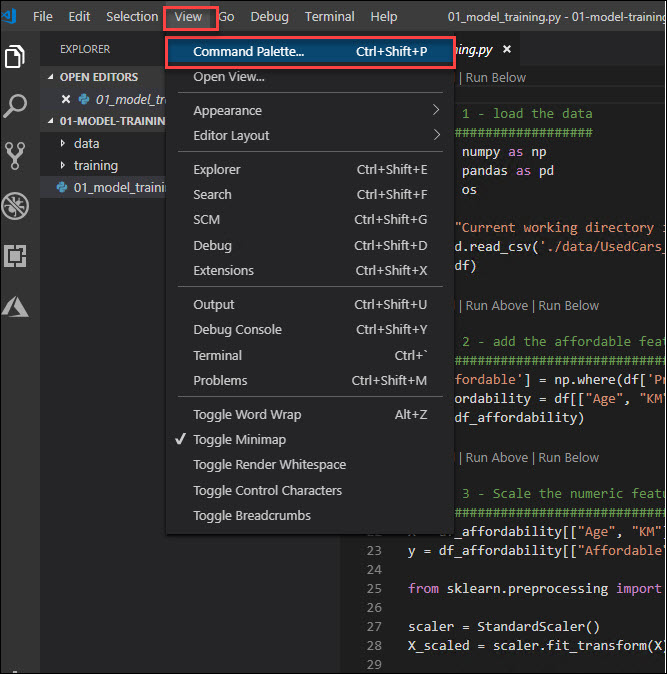 File Edit Selection View Go Debug Terminal Help 01_model_training.py - 01-model-training
EXPLORER
OPEN EDITORS
01_model_tr
01-MODEL-TRAININ
data
training
01_model_trainin
Command Palette... Ctrl+Shift+P
Open View...
Appearance
Editor Layout
Explorer Ctrl+Shift+E
Search Ctrl+Shift+F
SCM Ctrl+Shift+G
Debug Ctrl+Shift+D
Extensions Ctrl+Shift+X
Output Ctrl+Shift+U
Debug Console Ctrl+Shift+Y
Terminal Ctrl+`
Problems Ctrl+Shift+M
Toggle Word Wrap Alt+Z
✓ Toggle Minimap
Toggle Render Whitespace
Toggle Control Characters
Toggle Breadcrumbs
ning.py
| Run Below
1 - load the data
##################
numpy as np
pandas as pd
os
"Current working directory i
d.read_csv('./data/UsedCars_
df)
| Run Above | Run Below
2 - add the affordable feat
##############################
fordable'] = np.where(df['Pr
ordability = df[["Age", "KM"
df_affordability)
| Run Above | Run Below
3 - Scale the numeric featu
##############################
df_affordability[["Age", "KM"]
23 y = df_affordability[["Affordable"
24
25 from sklearn.preprocessing import
26
27 scaler = StandardScaler()
28 X_scaled = scaler.fit_transform(X)
29